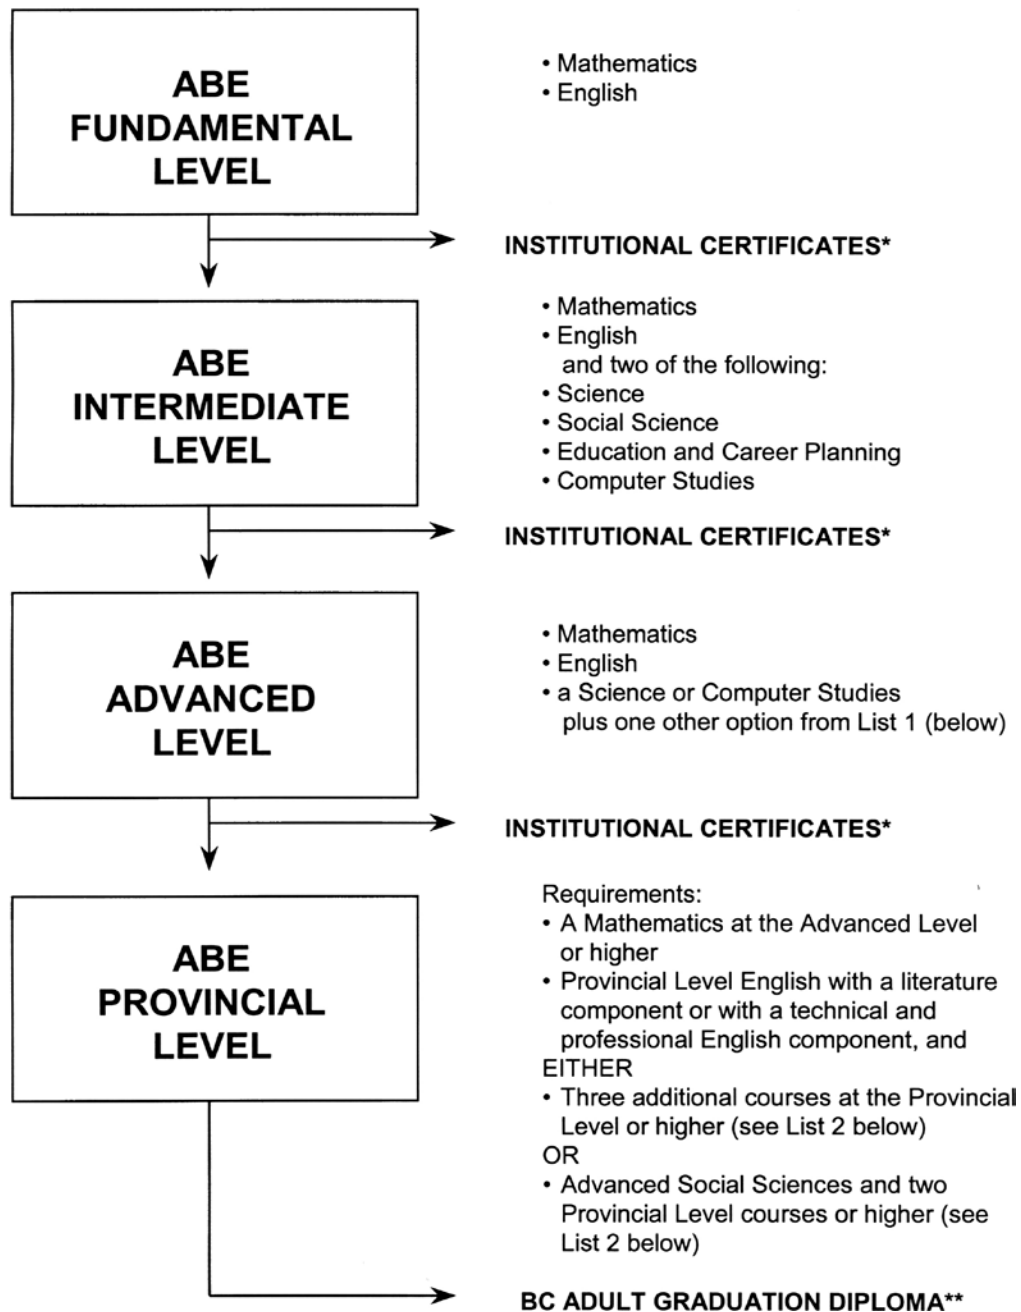 ABE
FUNDAMENTAL
LEVEL
• Mathematics
• English
INSTITUTIONAL CERTIFICATES*
ABE
INTERMEDIATE
LEVEL
• Mathematics
• English
and two of the following:
• Science
• Social Science
• Education and Career Planning
• Computer Studies
INSTITUTIONAL CERTIFICATES*
ABE
ADVANCED
LEVEL
• Mathematics
• English
• a Science or Computer Studies
plus one other option from List 1 (below)
INSTITUTIONAL CERTIFICATES*
ABE
PROVINCIAL
LEVEL
Requirements:
• A Mathematics at the Advanced Level
or higher
• Provincial Level English with a literature
component or with a technical and
professional English component, and
EITHER
• Three additional courses at the Provincial
Level or higher (see List 2 below)
OR
• Advanced Social Sciences and two
Provincial Level courses or higher (see
List 2 below)
BC ADULT GRADUATION DIPLOMA**